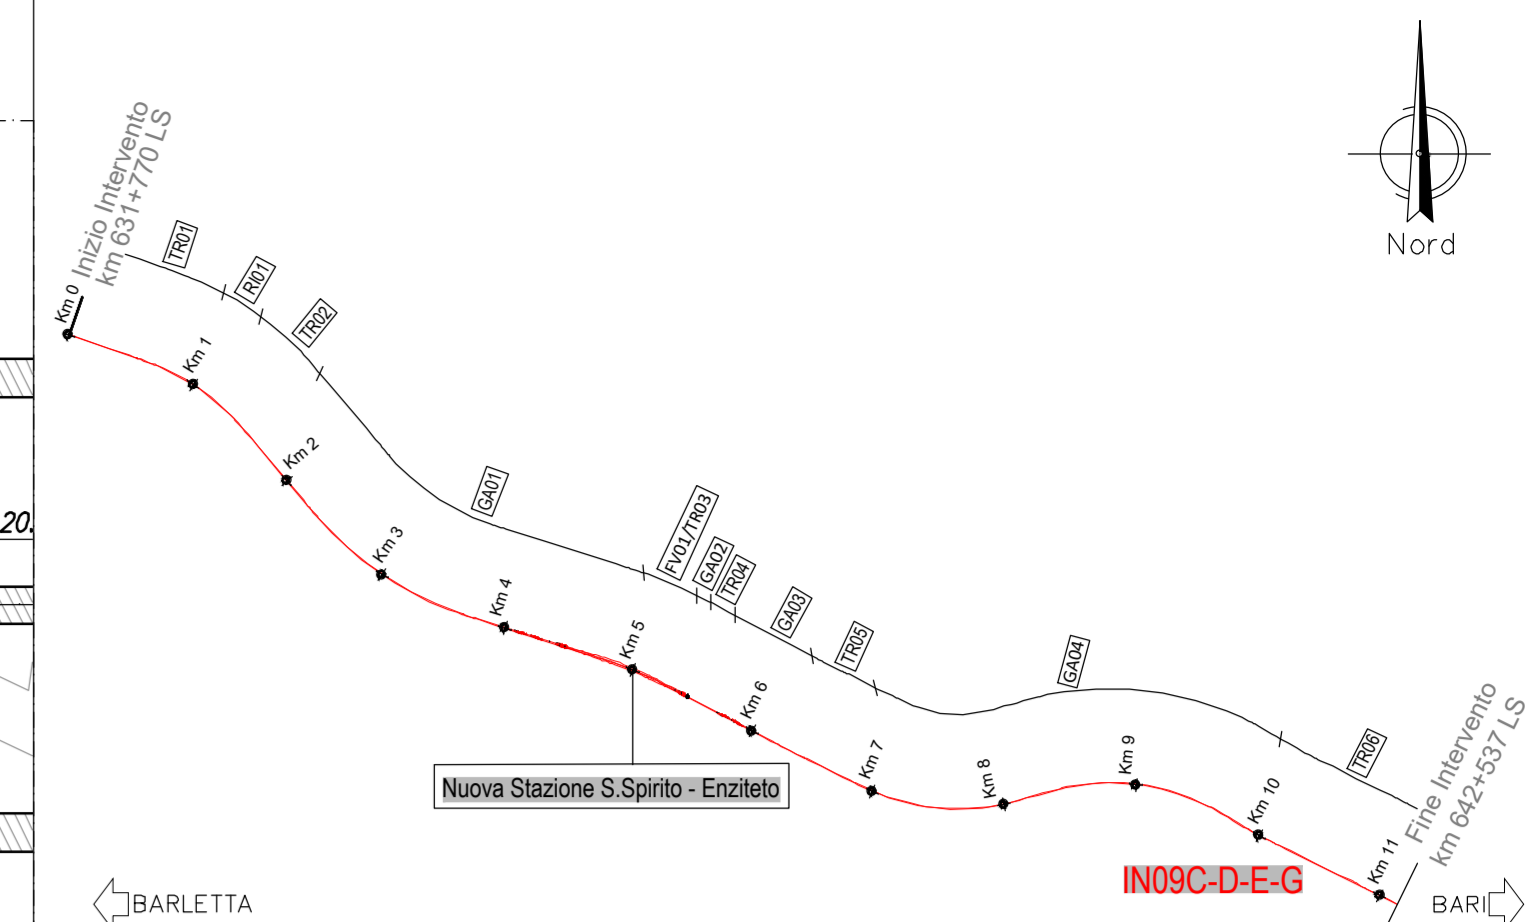 Inizio Intervento
km 631+770 LS
Nord
TR01
RI01
TR02
GA01
FV01/TR03
GA02
TR04
GA03
TR05
GA04
TR06
Km 0
Km 1
Km 2
Km 3
Km 4
Km 5
Km 6
Km 7
Km 8
Km 9
Km 10
Km 11
20.
Nuova Stazione S.Spirito - Enziteto
Fine Intervento
km 642+537 LS
IN09C-D-E-G
BARLETTA
BARI